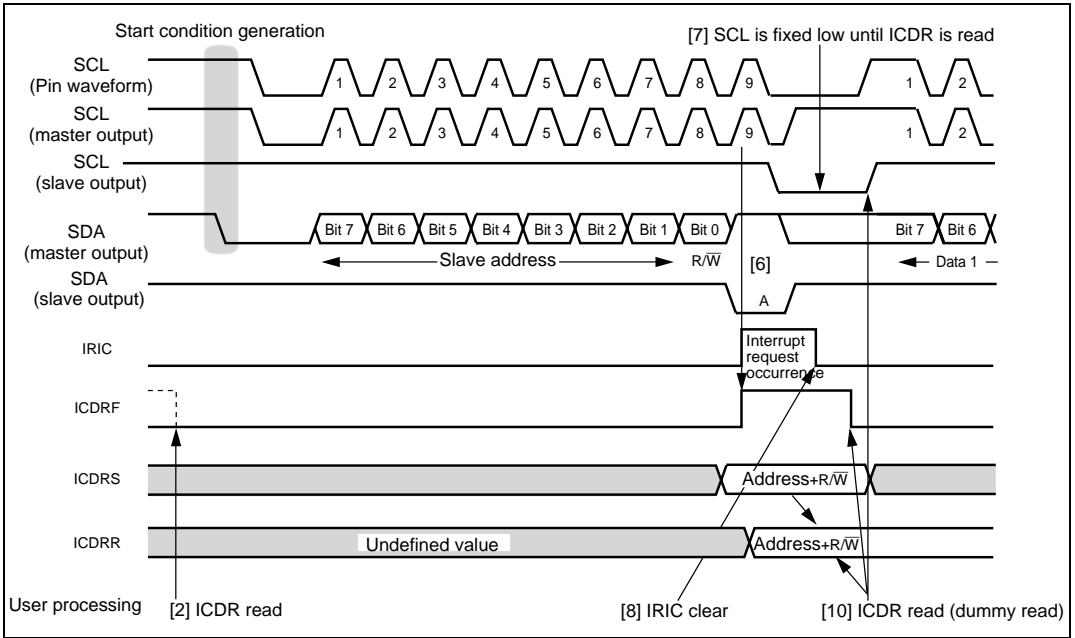 Start condition generation
[7] SCL is fixed low until ICDR is read
SCL
(Pin waveform)
1 2 3 4 5 6 7 8 9 1 2
SCL
(master output)
1 2 3 4 5 6 7 8 9 1 2
SCL
(slave output)
SDA
(master output)
Bit 7 Bit 6 Bit 5 Bit 4 Bit 3 Bit 2 Bit 1 Bit 0 Bit 7 Bit 6
Slave address R/W̅ [6] Data 1
SDA
(slave output)
A
IRIC
Interrupt
request
occurrence
ICDRF
ICDRS
Address+R/W̅
ICDRR
Undefined value
Address+R/W̅
User processing
[2] ICDR read
[8] IRIC clear
[10] ICDR read (dummy read)